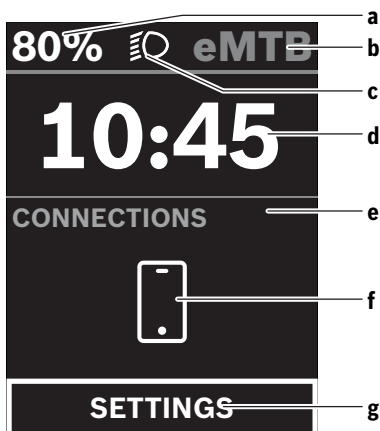 80% eMTB a
b
c
10:45 d
CONNECTIONS e
f
SETTINGS g